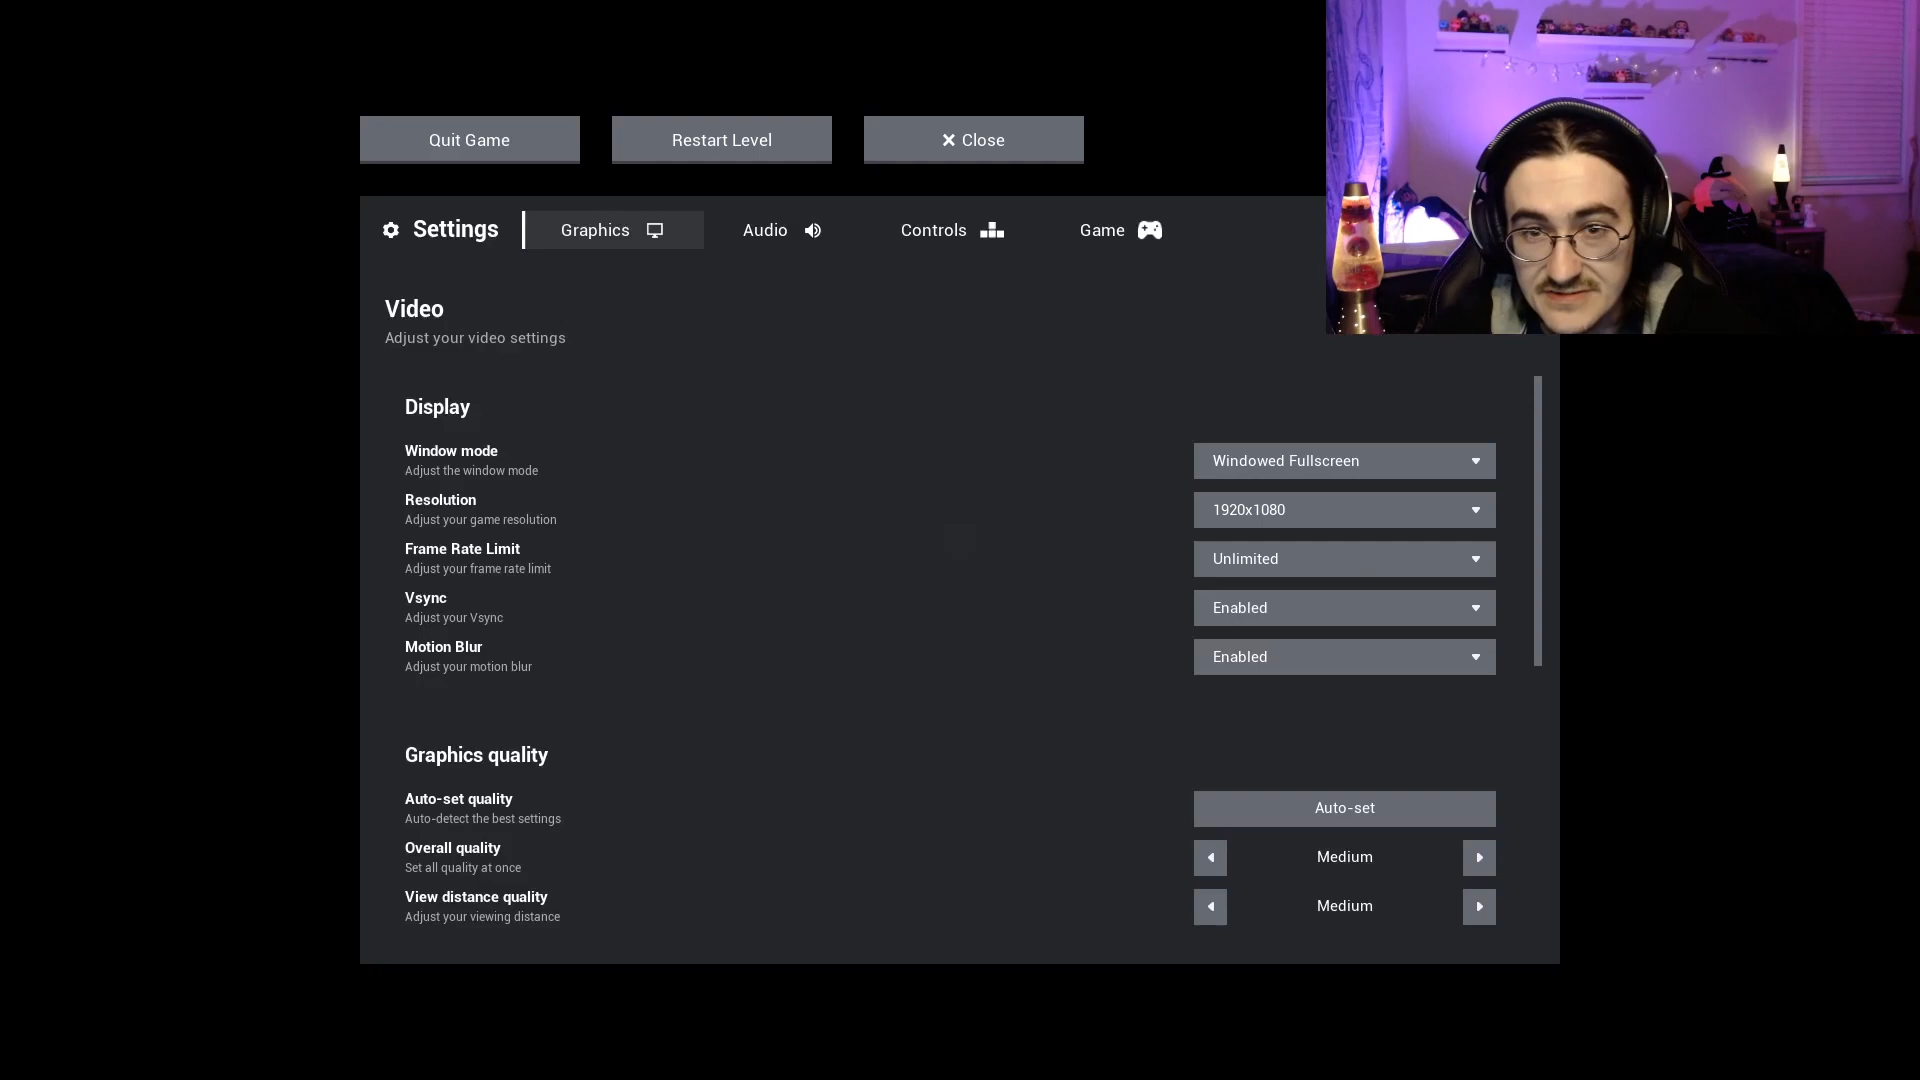 Quit Game
Restart Level
Close
Settings
Graphics
Audio
Controls
Game
Video
Adjust your video settings
Display
Window mode
Adjust the window mode
Windowed Fullscreen
Resolution
Adjust your game resolution
1920x1080
Frame Rate Limit
Adjust your frame rate limit
Unlimited
Vsync
Adjust your Vsync
Enabled
Motion Blur
Adjust your motion blur
Enabled
Graphics quality
Auto-set quality
Auto-detect the best settings
Auto-set
Overall quality
Set all quality at once
Medium
View distance quality
Adjust your viewing distance
Medium